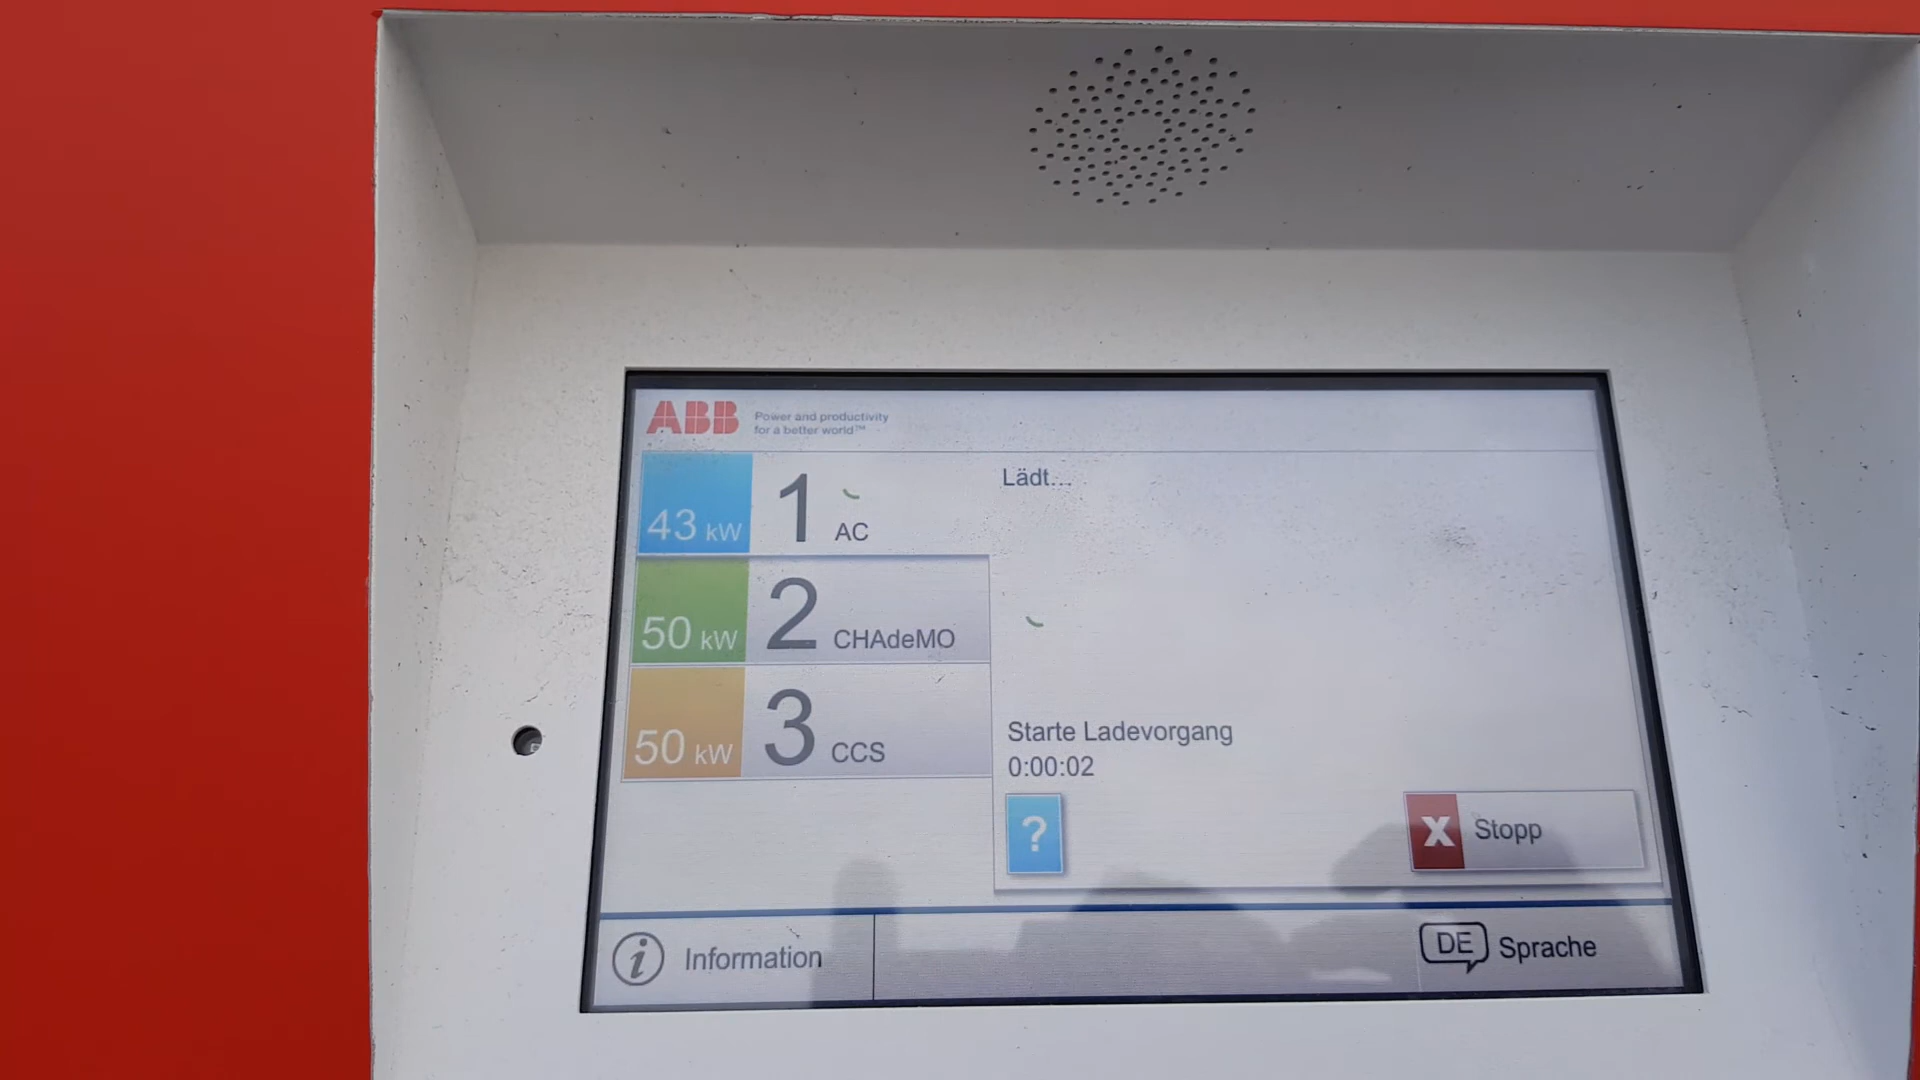 ABB
Power and productivity
for a better world™
43 kW 1 AC
50 kW 2 CHAdeMO
50 kW 3 CCS
Lädt...
Starte Ladevorgang
0:00:02
?
X Stopp
i Information
DE Sprache